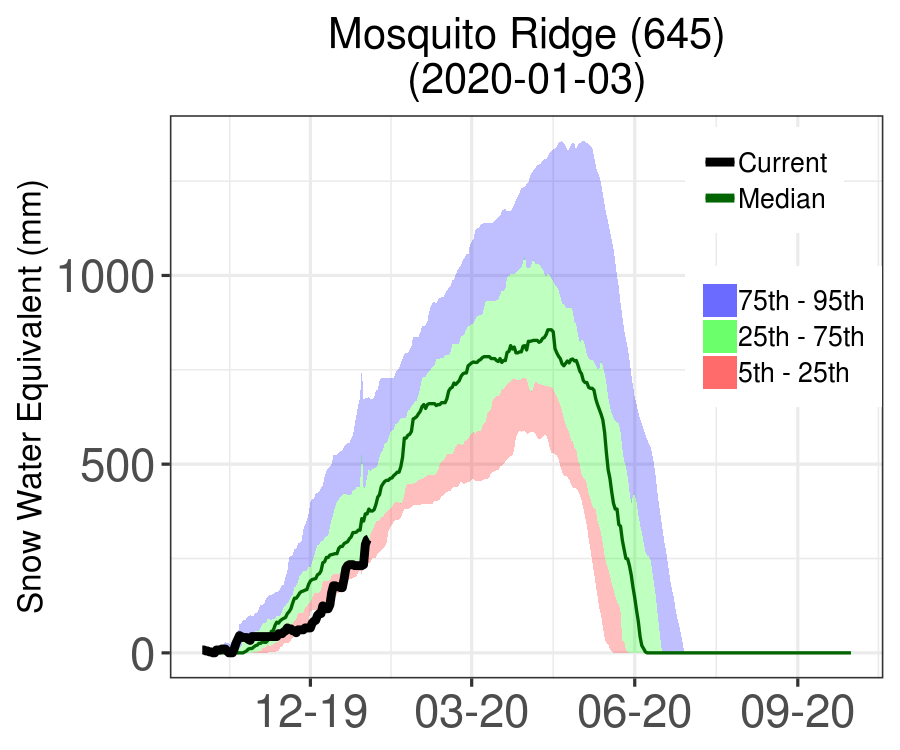 Mosquito Ridge (645)
(2020-01-03)
Snow Water Equivalent (mm)
1000
500
0
12-19 03-20 06-20 09-20
Current
Median
75th - 95th
25th - 75th
5th - 25th